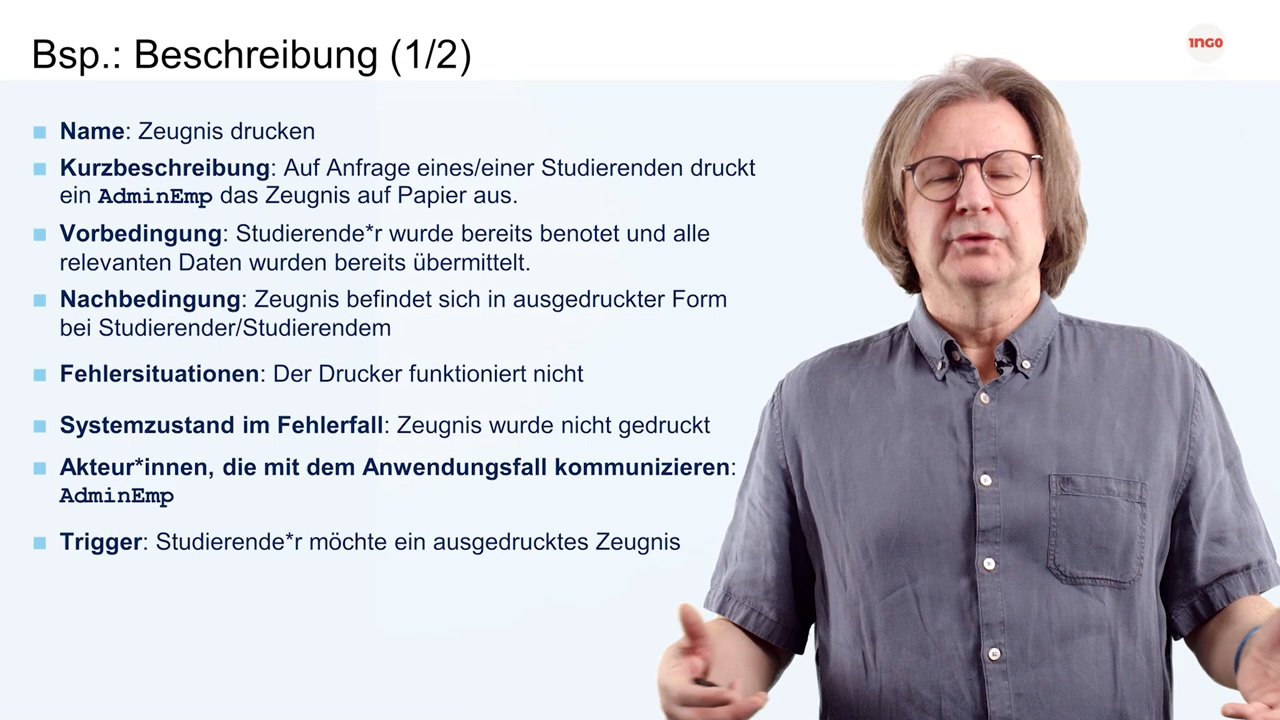 Bsp.: Beschreibung (1/2)
1NGO
Name: Zeugnis drucken
Kurzbeschreibung: Auf Anfrage eines/einer Studierenden druckt
ein AdminEmp das Zeugnis auf Papier aus.
Vorbedingung: Studierende*r wurde bereits benotet und alle
relevanten Daten wurden bereits übermittelt.
Nachbedingung: Zeugnis befindet sich in ausgedruckter Form
bei Studierender/Studierendem
Fehlersituationen: Der Drucker funktioniert nicht
Systemzustand im Fehlerfall: Zeugnis wurde nicht gedruckt
Akteur*innen, die mit dem Anwendungsfall kommunizieren:
AdminEmp
Trigger: Studierende*r möchte ein ausgedrucktes Zeugnis